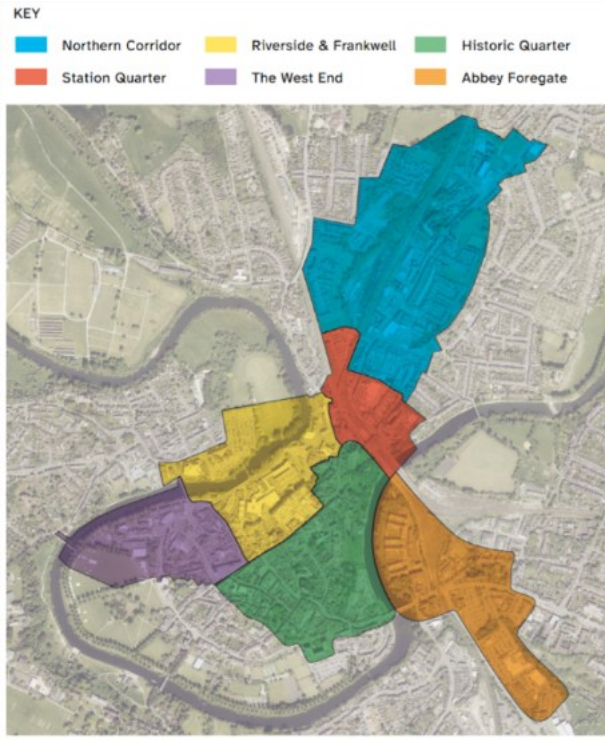 KEY
Northern Corridor Riverside & Frankwell Historic Quarter
Station Quarter The West End Abbey Foregate